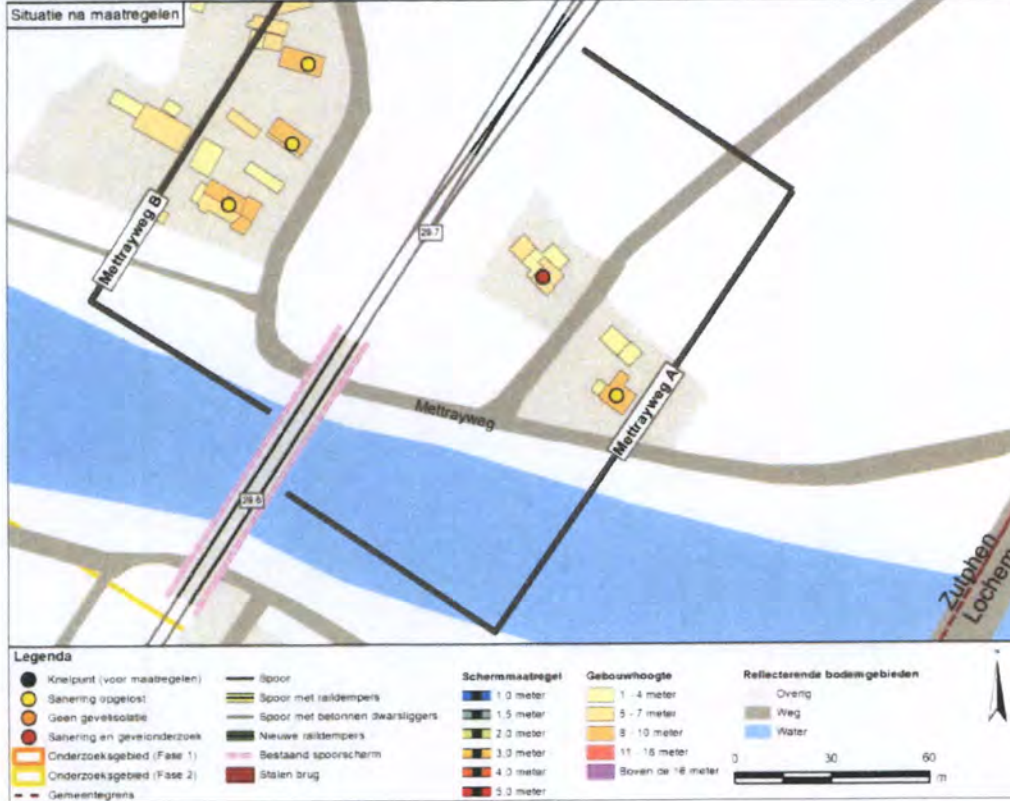 Situatie na maatregelen
Mettrayweg B
29.7
Mettrayweg
Mettrayweg A
29.6
Zutphen
Lochem
Legenda
Knelpunt (voor maatregelen)
Sanering opgelost
Geen gevelisolatie
Sanering en gevelonderzoek
Onderzoeksgebied (Fase 1)
Onderzoeksgebied (Fase 2)
Gemeentegrens
Spoor
Spoor met raildempers
Spoor met betonnen dwarsliggers
Nieuwe raildempers
Bestaand spoorscherm
Stalen brug
Schermmaatregel
1.0 meter
1.5 meter
2.0 meter
3.0 meter
4.0 meter
5.0 meter
Gebouwhoogte
1 - 4 meter
5 - 7 meter
8 - 10 meter
11 - 16 meter
Boven de 16 meter
Reflecterende bodemgebieden
Overig
Weg
Water
0 30 60
m